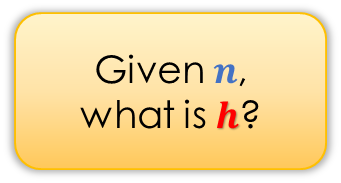 Given n,
what is h?